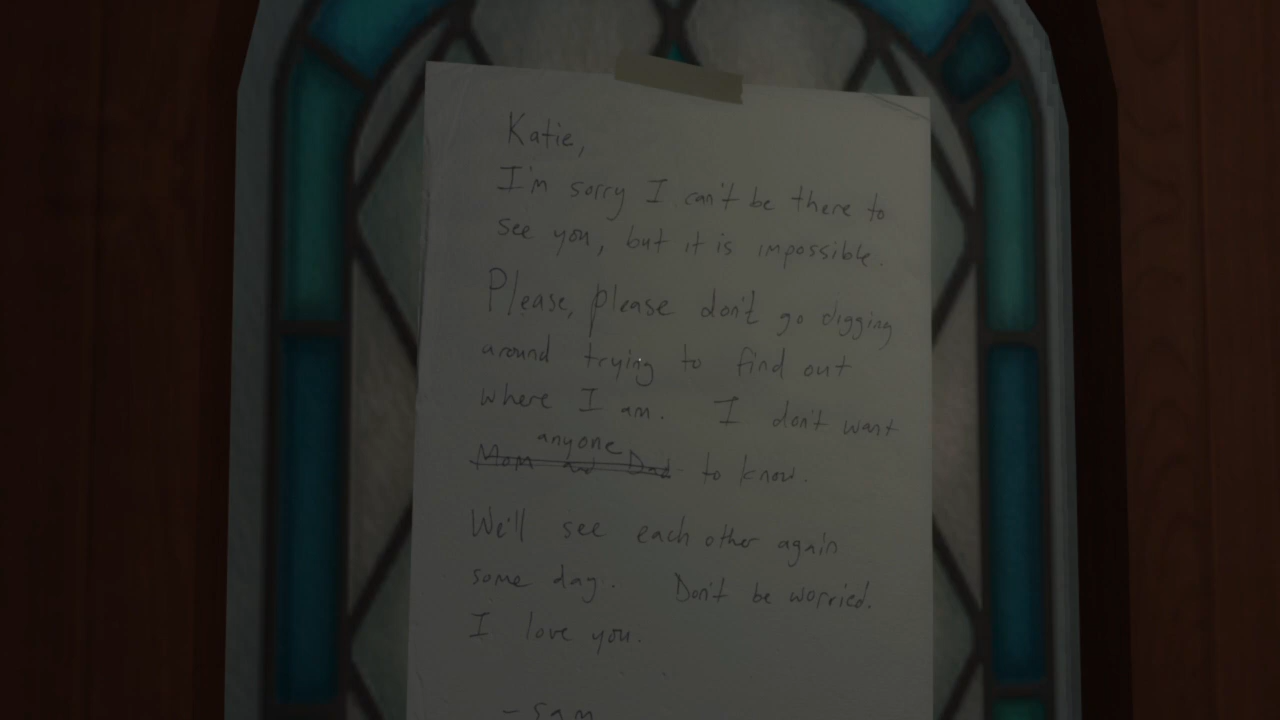 Katie,
I'm sorry I can't be there to
see you, but it is impossible.
Please, please don't go digging
around trying to find out
where I am. I don't want
anyone
Mom and Dad to know.
We'll see each other again
some day. Don't be worried.
I love you.
- Sam